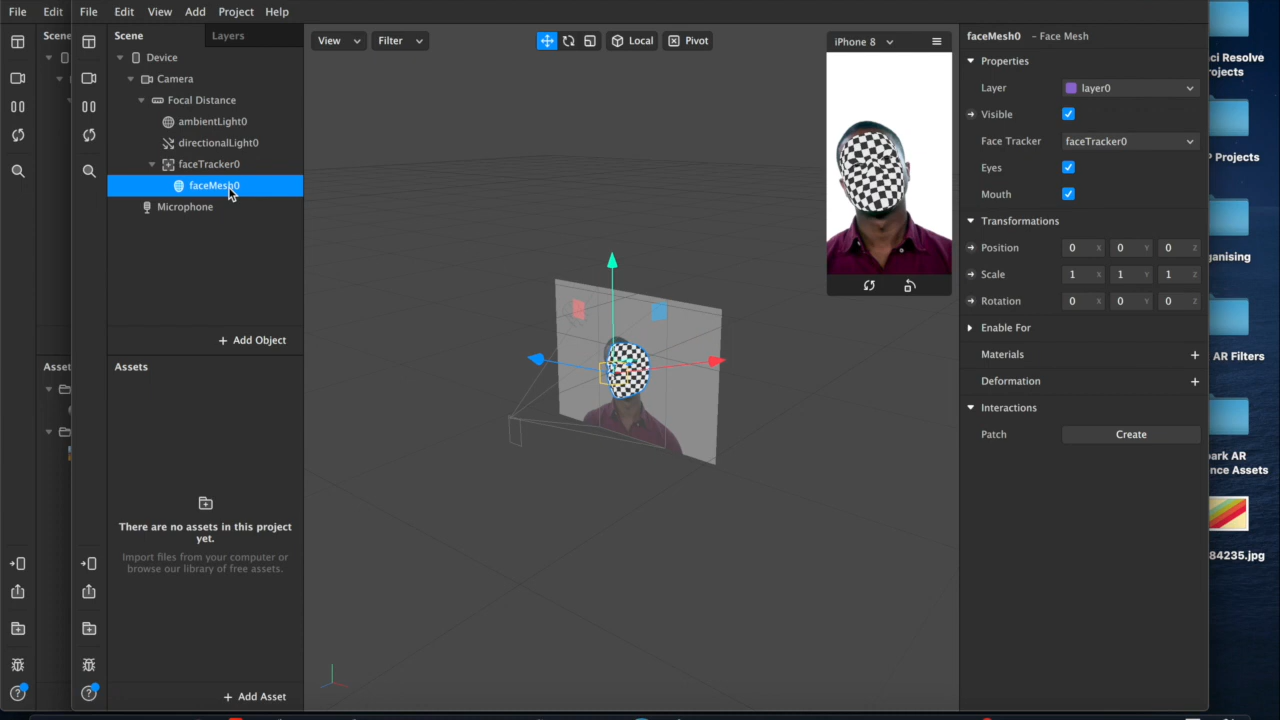 File Edit
File Edit View Add Project Help
Scene
Scene Layers
Device
Camera
Focal Distance
ambientLight0
directionalLight0
faceTracker0
faceMesh0
Microphone
+ Add Object
Asset
Assets
There are no assets in this project
yet.
Import files from your computer or
browse our library of free assets.
+ Add Asset
View Filter Local Pivot
iPhone 8
faceMesh0 ~ Face Mesh
Properties
Layer layer0
Visible
Face Tracker faceTracker0
Eyes
Mouth
Transformations
Position 0 X 0 Y 0 Z
Scale 1 X 1 Y 1 Z
Rotation 0 X 0 Y 0 Z
Enable For
Materials +
Deformation +
Interactions
Patch Create
ci Resolve
rojects
P Projects
ganising
AR Filters
ark AR
nce Assets
84235.jpg